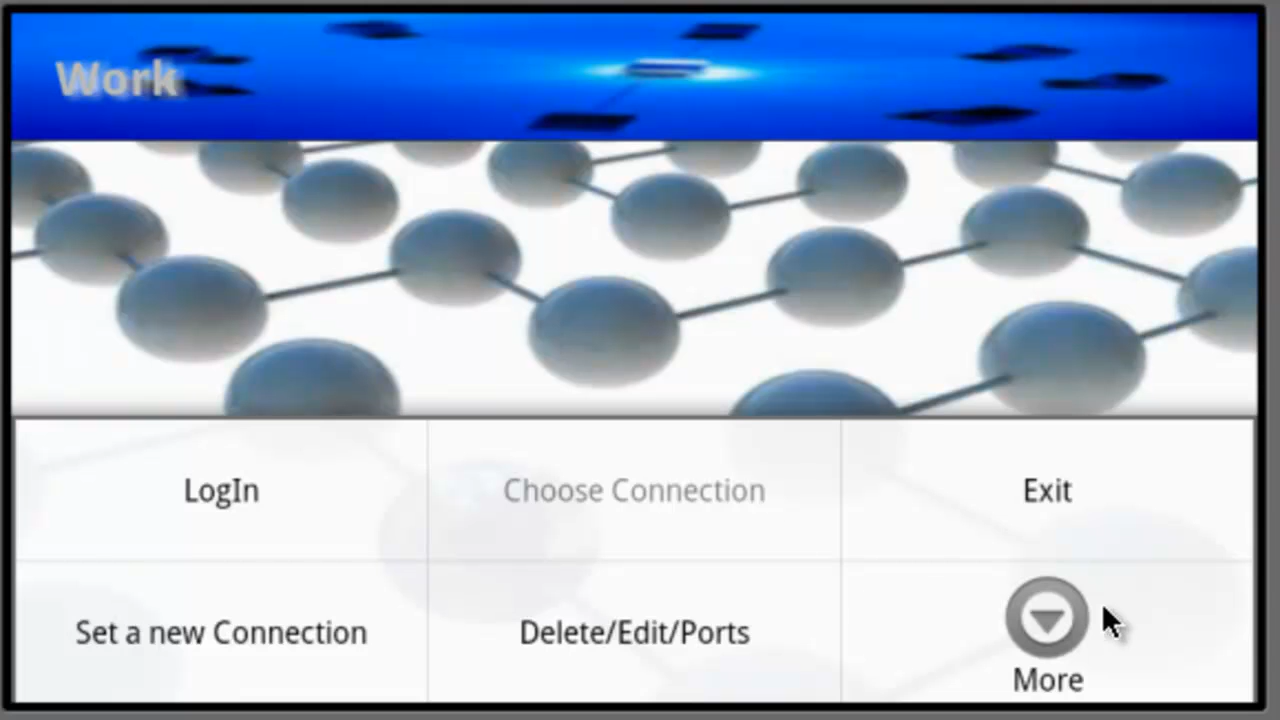 Work
LogIn
Choose Connection
Exit
Set a new Connection
Delete/Edit/Ports
More